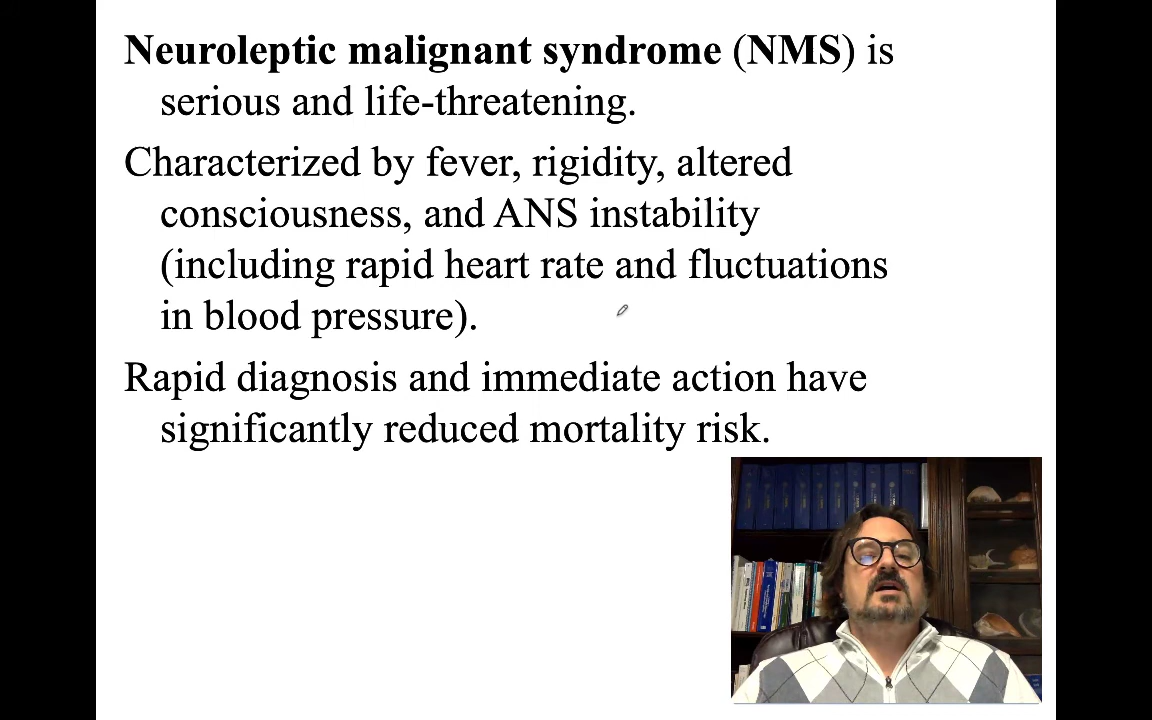 Neuroleptic malignant syndrome (NMS) is
serious and life-threatening.
Characterized by fever, rigidity, altered
consciousness, and ANS instability
(including rapid heart rate and fluctuations
in blood pressure).
Rapid diagnosis and immediate action have
significantly reduced mortality risk.